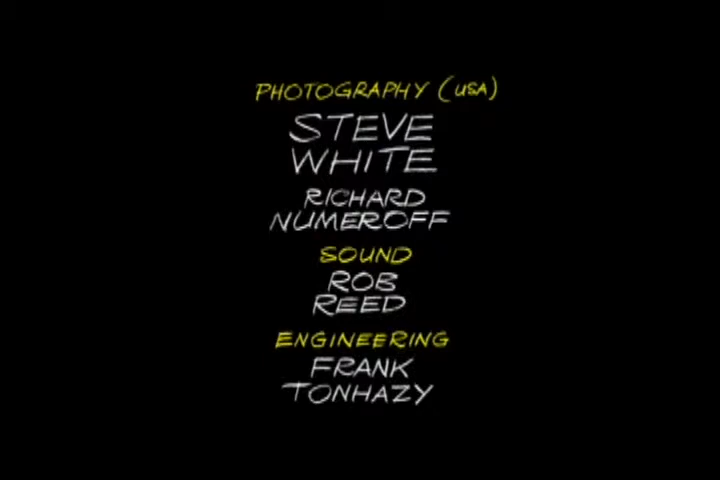 PHOTOGRAPHY (USA)
STEVE
WHITE
RICHARD
NUMEROFF
SOUND
ROB
REED
ENGINEERING
FRANK
TONHAZY